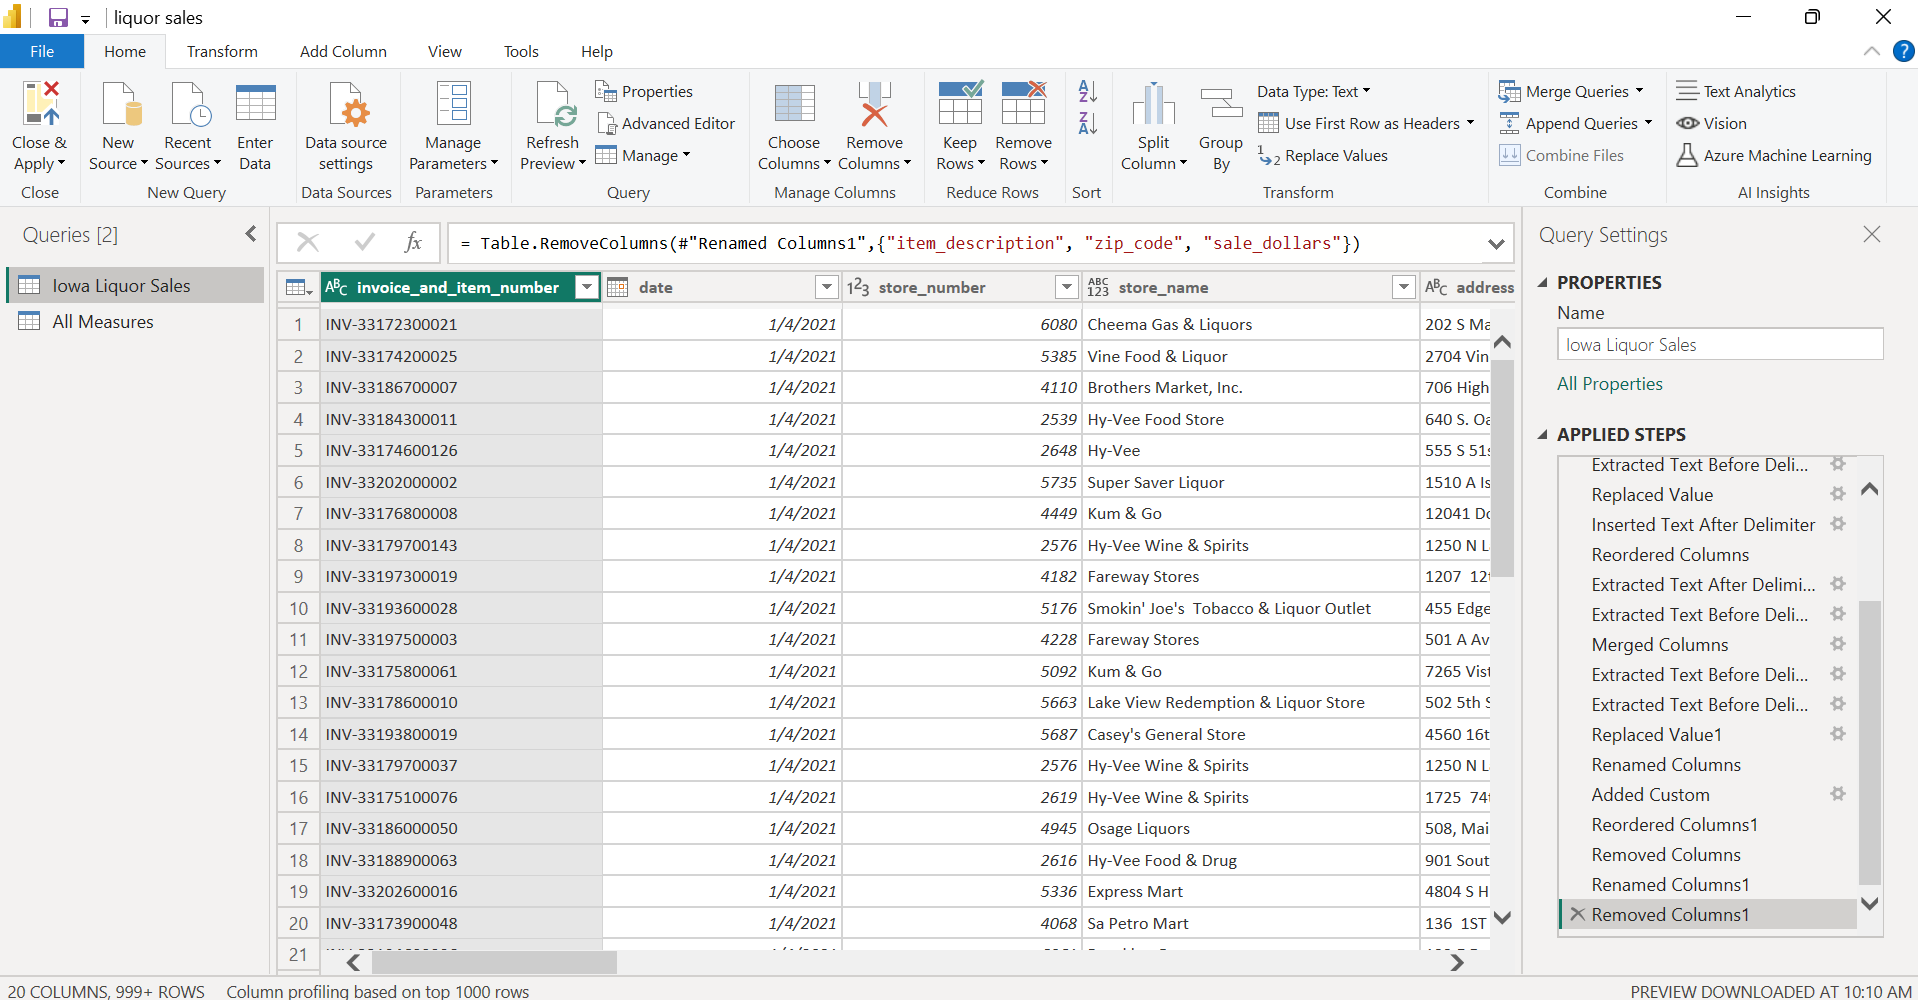 liquor sales
File Home Transform Add Column View Tools Help
Close & Apply
New Source
Recent Sources
Enter Data
Data source settings
Manage Parameters
Refresh Preview
Properties
Advanced Editor
Manage
Choose Columns
Remove Columns
Keep Rows
Remove Rows
Split Column
Group By
Data Type: Text
Use First Row as Headers
Replace Values
Merge Queries
Append Queries
Combine Files
Text Analytics
Vision
Azure Machine Learning
Close New Query Data Sources Parameters Query Manage Columns Reduce Rows Sort Transform Combine AI Insights
Queries [2]
Iowa Liquor Sales
All Measures
fx = Table.RemoveColumns(#"Renamed Columns1",{"item_description", "zip_code", "sale_dollars"})
ABC invoice_and_item_number date 123 store_number ABC 123 store_name ABC address
1 INV-33172300021 1/4/2021 6080 Cheema Gas & Liquors 202 S Ma
2 INV-33174200025 1/4/2021 5385 Vine Food & Liquor 2704 Vin
3 INV-33186700007 1/4/2021 4110 Brothers Market, Inc. 706 High
4 INV-33184300011 1/4/2021 2539 Hy-Vee Food Store 640 S. Oa
5 INV-33174600126 1/4/2021 2648 Hy-Vee 555 S 51s
6 INV-33202000002 1/4/2021 5735 Super Saver Liquor 1510 A Is
7 INV-33176800008 1/4/2021 4449 Kum & Go 12041 Do
8 INV-33179700143 1/4/2021 2576 Hy-Vee Wine & Spirits 1250 N L
9 INV-33197300019 1/4/2021 4182 Fareway Stores 1207 12t
10 INV-33193600028 1/4/2021 5176 Smokin' Joe's Tobacco & Liquor Outlet 455 Edge
11 INV-33197500003 1/4/2021 4228 Fareway Stores 501 A Av
12 INV-33175800061 1/4/2021 5092 Kum & Go 7265 Vist
13 INV-33178600010 1/4/2021 5663 Lake View Redemption & Liquor Store 502 5th S
14 INV-33193800019 1/4/2021 5687 Casey's General Store 4560 16t
15 INV-33179700037 1/4/2021 2576 Hy-Vee Wine & Spirits 1250 N L
16 INV-33175100076 1/4/2021 2619 Hy-Vee Wine & Spirits 1725 74t
17 INV-33186000050 1/4/2021 4945 Osage Liquors 508, Mai
18 INV-33188900063 1/4/2021 2616 Hy-Vee Food & Drug 901 Sout
19 INV-33202600016 1/4/2021 5336 Express Mart 4804 S H
20 INV-33173900048 1/4/2021 4068 Sa Petro Mart 136 1ST
21
Query Settings
PROPERTIES
Name
Iowa Liquor Sales
All Properties
APPLIED STEPS
Extracted Text Before Deli...
Replaced Value
Inserted Text After Delimiter
Reordered Columns
Extracted Text After Delimi...
Extracted Text Before Deli...
Merged Columns
Extracted Text Before Deli...
Extracted Text Before Deli...
Replaced Value1
Renamed Columns
Added Custom
Reordered Columns1
Removed Columns
Renamed Columns1
Removed Columns1
20 COLUMNS, 999+ ROWS Column profiling based on top 1000 rows PREVIEW DOWNLOADED AT 10:10 AM